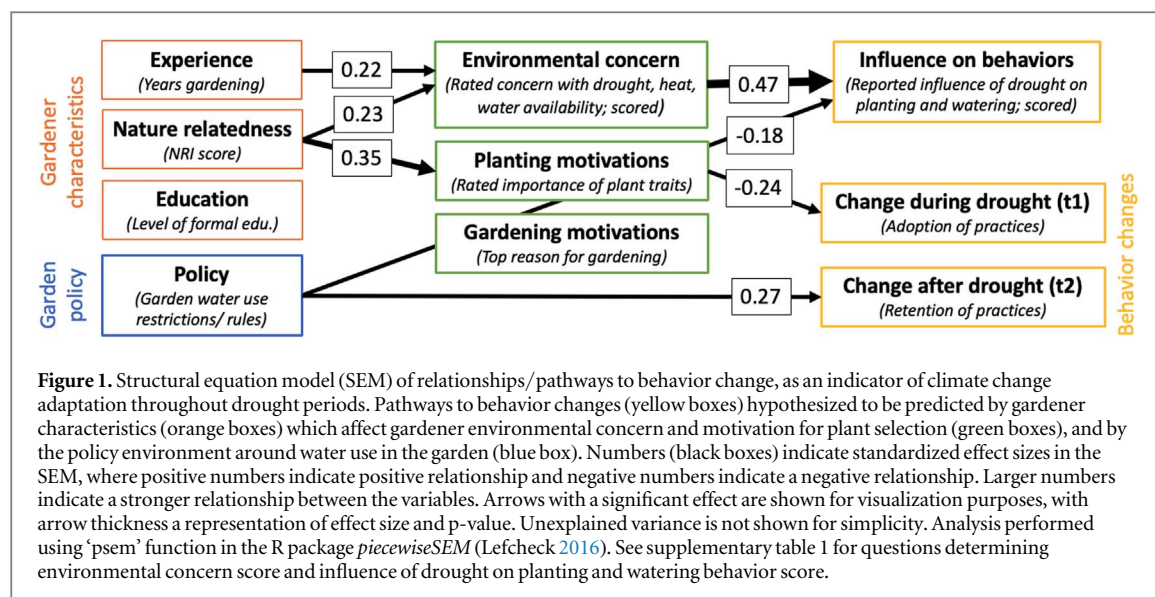 Gardener
characteristics
Experience
(Years gardening)
0.22
Environmental concern
(Rated concern with drought, heat,
water availability; scored)
0.47
Influence on behaviors
(Reported influence of drought on
planting and watering; scored)
Nature relatedness
(NRI score)
0.23
0.35
-0.18
Planting motivations
(Rated importance of plant traits)
-0.24
Education
(Level of formal edu.)
Gardening motivations
(Top reason for gardening)
Change during drought (t1)
(Adoption of practices)
Garden
policy
Policy
(Garden water use
restrictions/ rules)
0.27
Change after drought (t2)
(Retention of practices)
Behavior changes
Figure 1. Structural equation model (SEM) of relationships/pathways to behavior change, as an indicator of climate change
adaptation throughout drought periods. Pathways to behavior changes (yellow boxes) hypothesized to be predicted by gardener
characteristics (orange boxes) which affect gardener environmental concern and motivation for plant selection (green boxes), and by
the policy environment around water use in the garden (blue box). Numbers (black boxes) indicate standardized effect sizes in the
SEM, where positive numbers indicate positive relationship and negative numbers indicate a negative relationship. Larger numbers
indicate a stronger relationship between the variables. Arrows with a significant effect are shown for visualization purposes, with
arrow thickness a representation of effect size and p-value. Unexplained variance is not shown for simplicity. Analysis performed
using ‘psem’ function in the R package piecewiseSEM (Lefcheck 2016). See supplementary table 1 for questions determining
environmental concern score and influence of drought on planting and watering behavior score.